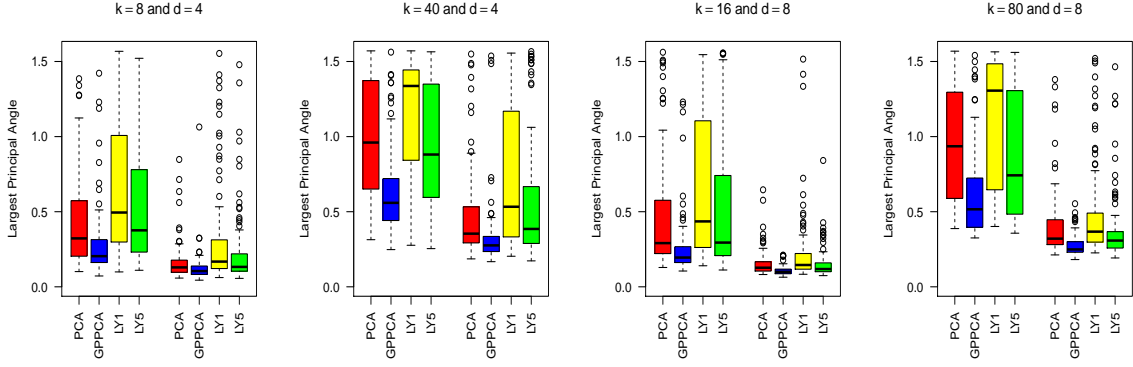 k = 8 and d = 4
Largest Principal Angle
1.5
1.0
0.5
0.0
PCA
GPPCA
LY1
LY5
PCA
GPPCA
LY1
LY5
k = 40 and d = 4
Largest Principal Angle
1.5
1.0
0.5
0.0
PCA
GPPCA
LY1
LY5
PCA
GPPCA
LY1
LY5
k = 16 and d = 8
Largest Principal Angle
1.5
1.0
0.5
0.0
PCA
GPPCA
LY1
LY5
PCA
GPPCA
LY1
LY5
k = 80 and d = 8
Largest Principal Angle
1.5
1.0
0.5
0.0
PCA
GPPCA
LY1
LY5
PCA
GPPCA
LY1
LY5